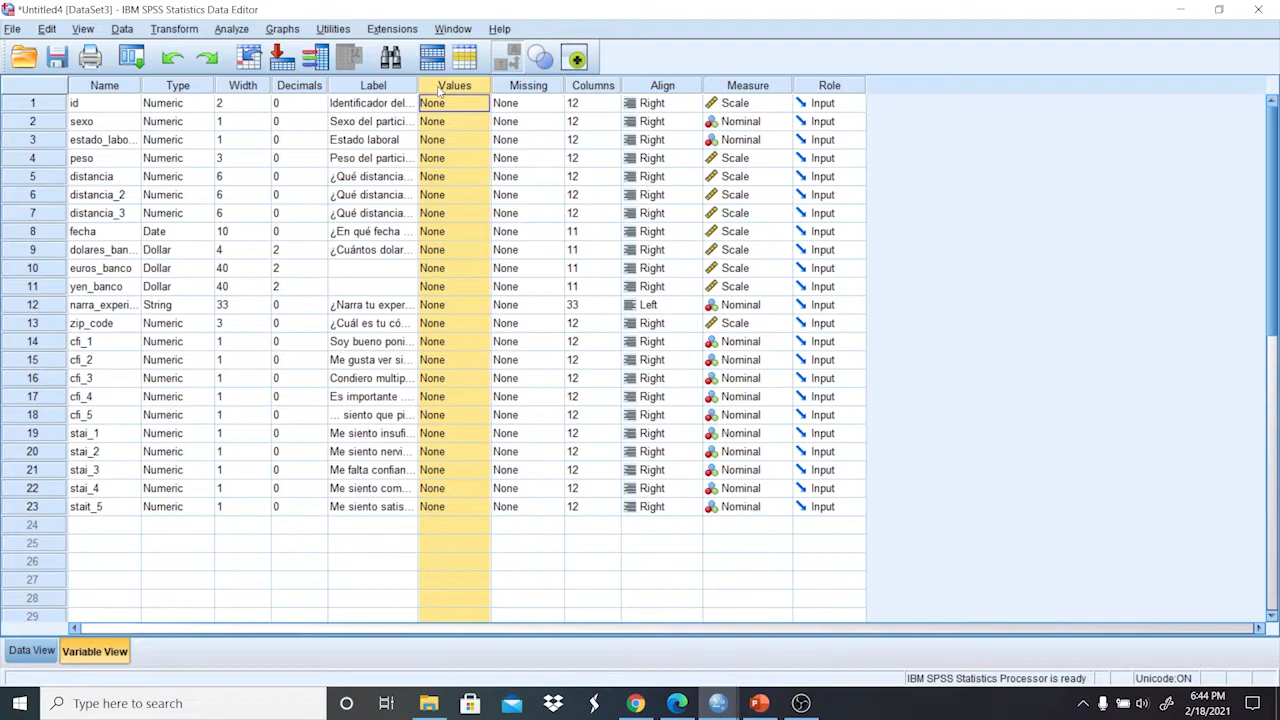 *Untitled4 [DataSet3] - IBM SPSS Statistics Data Editor
File Edit View Data Transform Analyze Graphs Utilities Extensions Window Help
Name Type Width Decimals Label Values Missing Columns Align Measure Role
1 id Numeric 2 0 Identificador del... None None 12 Right Scale Input
2 sexo Numeric 1 0 Sexo del partici... None None 12 Right Nominal Input
3 estado_labo... Numeric 1 0 Estado laboral None None 12 Right Nominal Input
4 peso Numeric 3 0 Peso del partici... None None 12 Right Scale Input
5 distancia Numeric 6 0 ¿Qué distancia... None None 12 Right Scale Input
6 distancia_2 Numeric 6 0 ¿Qué distancia... None None 12 Right Scale Input
7 distancia_3 Numeric 6 0 ¿Qué distancia... None None 12 Right Scale Input
8 fecha Date 10 0 ¿En qué fecha ... None None 11 Right Scale Input
9 dolares_ban... Dollar 4 2 ¿Cuántos dolar... None None 11 Right Scale Input
10 euros_banco Dollar 40 2 None None 11 Right Scale Input
11 yen_banco Dollar 40 2 None None 11 Right Scale Input
12 narra_experi... String 33 0 ¿Narra tu exper... None None 33 Left Nominal Input
13 zip_code Numeric 3 0 ¿Cuál es tu có... None None 12 Right Scale Input
14 cfi_1 Numeric 1 0 Soy bueno poni... None None 12 Right Nominal Input
15 cfi_2 Numeric 1 0 Me gusta ver si... None None 12 Right Nominal Input
16 cfi_3 Numeric 1 0 Condiero multip... None None 12 Right Nominal Input
17 cfi_4 Numeric 1 0 Es importante .... None None 12 Right Nominal Input
18 cfi_5 Numeric 1 0 ... siento que pi... None None 12 Right Nominal Input
19 stai_1 Numeric 1 0 Me siento insufi... None None 12 Right Nominal Input
20 stai_2 Numeric 1 0 Me siento nervi... None None 12 Right Nominal Input
21 stai_3 Numeric 1 0 Me falta confian... None None 12 Right Nominal Input
22 stai_4 Numeric 1 0 Me siento com... None None 12 Right Nominal Input
23 stait_5 Numeric 1 0 Me siento satis... None None 12 Right Nominal Input
24
25
26
27
28
29
Data View Variable View
IBM SPSS Statistics Processor is ready Unicode:ON
Type here to search
6:44 PM
2/18/2021